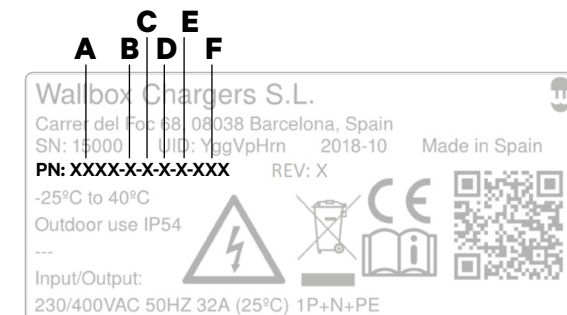 C E
A B D F
Wallbox Chargers S.L.
Carrer del Foc 68, 08038 Barcelona, Spain
SN: 15000 UID: YggVpHrn 2018-10 Made in Spain
PN: XXXX-X-X-X-X-XXX REV: X
-25ºC to 40ºC
Outdoor use IP54
---
Input/Output:
230/400VAC 50HZ 32A (25ºC) 1P+N+PE
CE
i